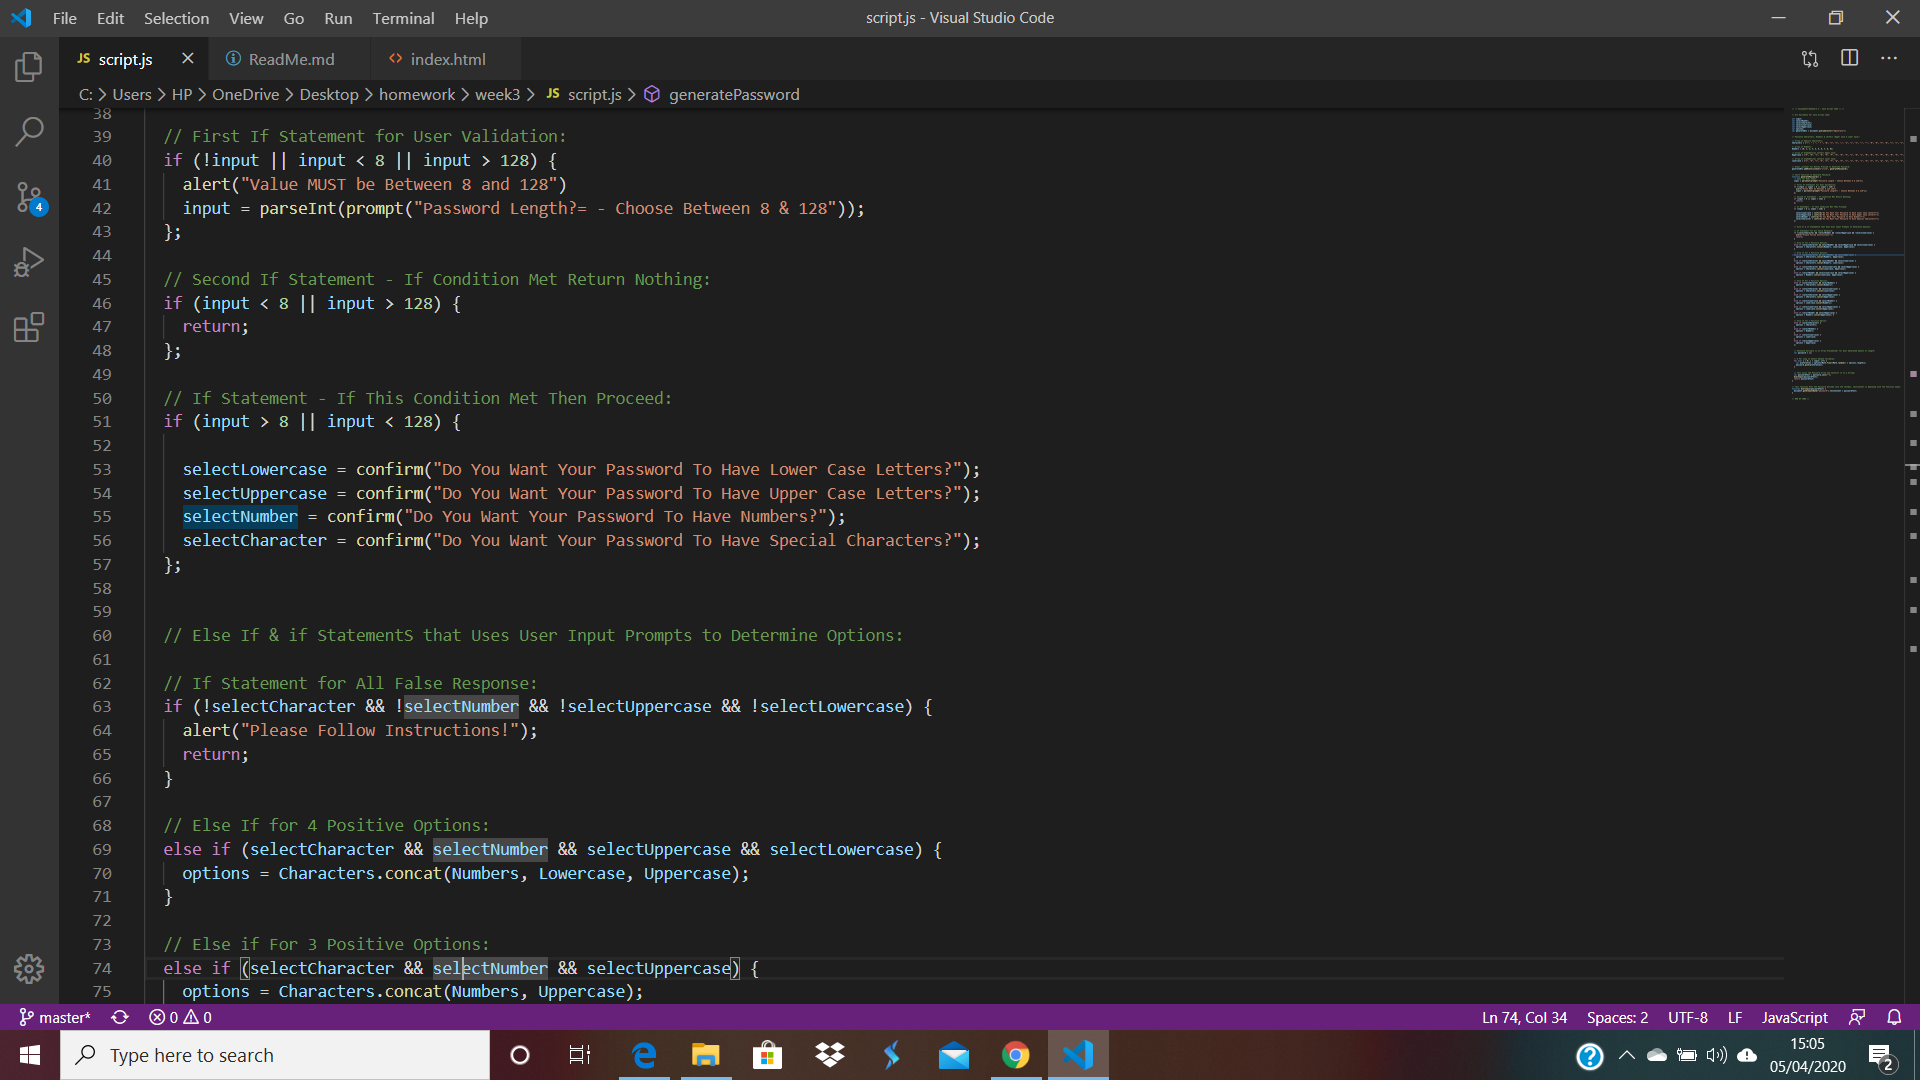 File Edit Selection View Go Run Terminal Help script.js - Visual Studio Code
JS script.js ReadMe.md index.html
C: > Users > HP > OneDrive > Desktop > homework > week3 > JS script.js > generatePassword
38
39 // First If Statement for User Validation:
40 if (!input || input < 8 || input > 128) {
41 alert("Value MUST be Between 8 and 128")
42 input = parseInt(prompt("Password Length?= - Choose Between 8 & 128"));
43 };
44
45 // Second If Statement - If Condition Met Return Nothing:
46 if (input < 8 || input > 128) {
47 return;
48 };
49
50 // If Statement - If This Condition Met Then Proceed:
51 if (input > 8 || input < 128) {
52
53 selectLowercase = confirm("Do You Want Your Password To Have Lower Case Letters?");
54 selectUppercase = confirm("Do You Want Your Password To Have Upper Case Letters?");
55 selectNumber = confirm("Do You Want Your Password To Have Numbers?");
56 selectCharacter = confirm("Do You Want Your Password To Have Special Characters?");
57 };
58
59
60 // Else If & if StatementS that Uses User Input Prompts to Determine Options:
61
62 // If Statement for All False Response:
63 if (!selectCharacter && !selectNumber && !selectUppercase && !selectLowercase) {
64 alert("Please Follow Instructions!");
65 return;
66 }
67
68 // Else If for 4 Positive Options:
69 else if (selectCharacter && selectNumber && selectUppercase && selectLowercase) {
70 options = Characters.concat(Numbers, Lowercase, Uppercase);
71 }
72
73 // Else if For 3 Positive Options:
74 else if (selectCharacter && selectNumber && selectUppercase) {
75 options = Characters.concat(Numbers, Uppercase);
4
master* 0 0 Ln 74, Col 34 Spaces: 2 UTF-8 LF JavaScript
Type here to search
15:05
05/04/2020
2